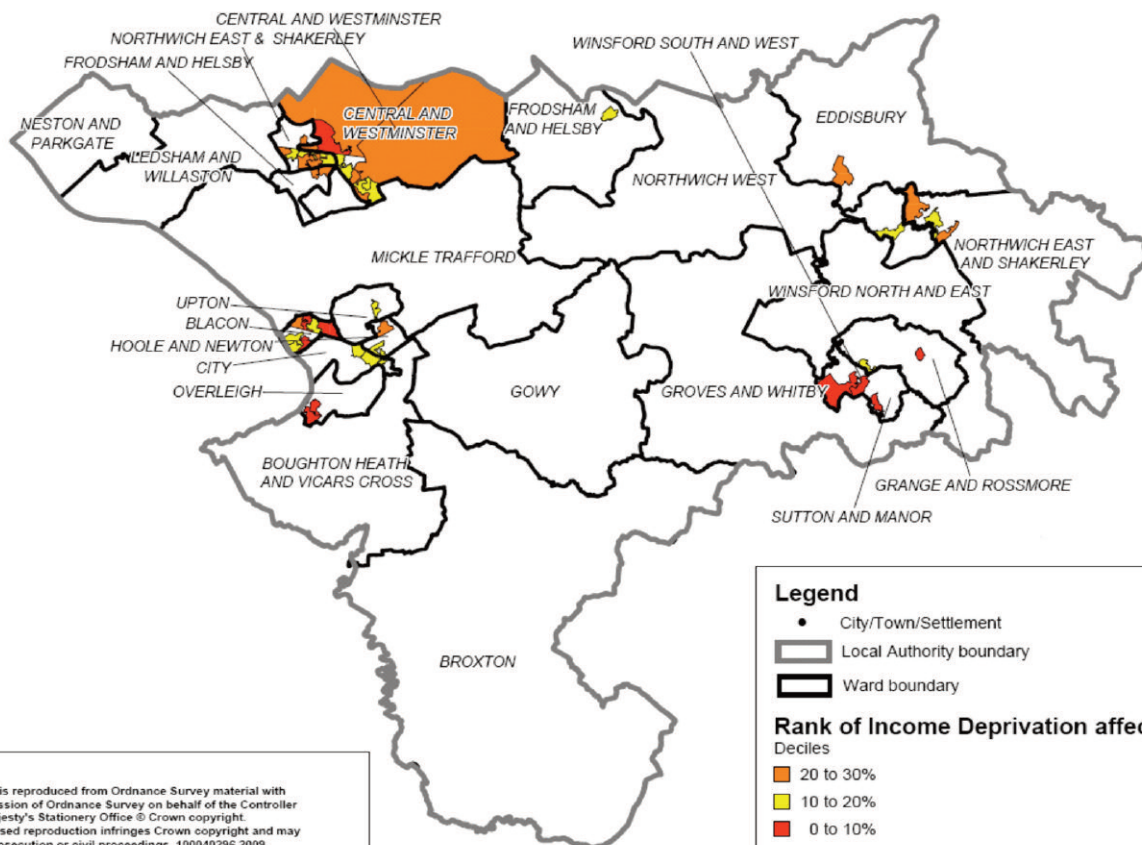 CENTRAL AND WESTMINSTER
NORTHWICH EAST & SHAKERLEY
FRODSHAM AND HELSBY
WINSFORD SOUTH AND WEST
NESTON AND
PARKGATE
LEDSHAM AND
WILLASTON
CENTRAL AND
WESTMINSTER
FRODSHAM
AND HELSBY
EDDISBURY
NORTHWICH WEST
NORTHWICH EAST
AND SHAKERLEY
MICKLE TRAFFORD
WINSFORD NORTH AND EAST
UPTON
BLACON
HOOLE AND NEWTON
CITY
OVERLEIGH
GOWY
GROVES AND WHITBY
BOUGHTON HEATH
AND VICARS CROSS
GRANGE AND ROSSMORE
SUTTON AND MANOR
BROXTON
Legend
City/Town/Settlement
Local Authority boundary
Ward boundary
Rank of Income Deprivation affec
Deciles
20 to 30%
10 to 20%
0 to 10%
is reproduced from Ordnance Survey material with
ssion of Ordnance Survey on behalf of the Controller
jesty's Stationery Office © Crown copyright.
ised reproduction infringes Crown copyright and may